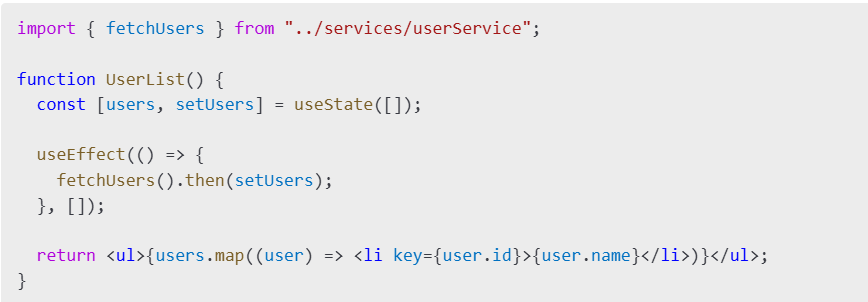 import { fetchUsers } from "../services/userService";
function UserList() {
const [users, setUsers] = useState([]);
useEffect(() => {
fetchUsers().then(setUsers);
}, []);
return <ul>{users.map((user) => <li key={user.id}>{user.name}</li>)}</ul>;
}